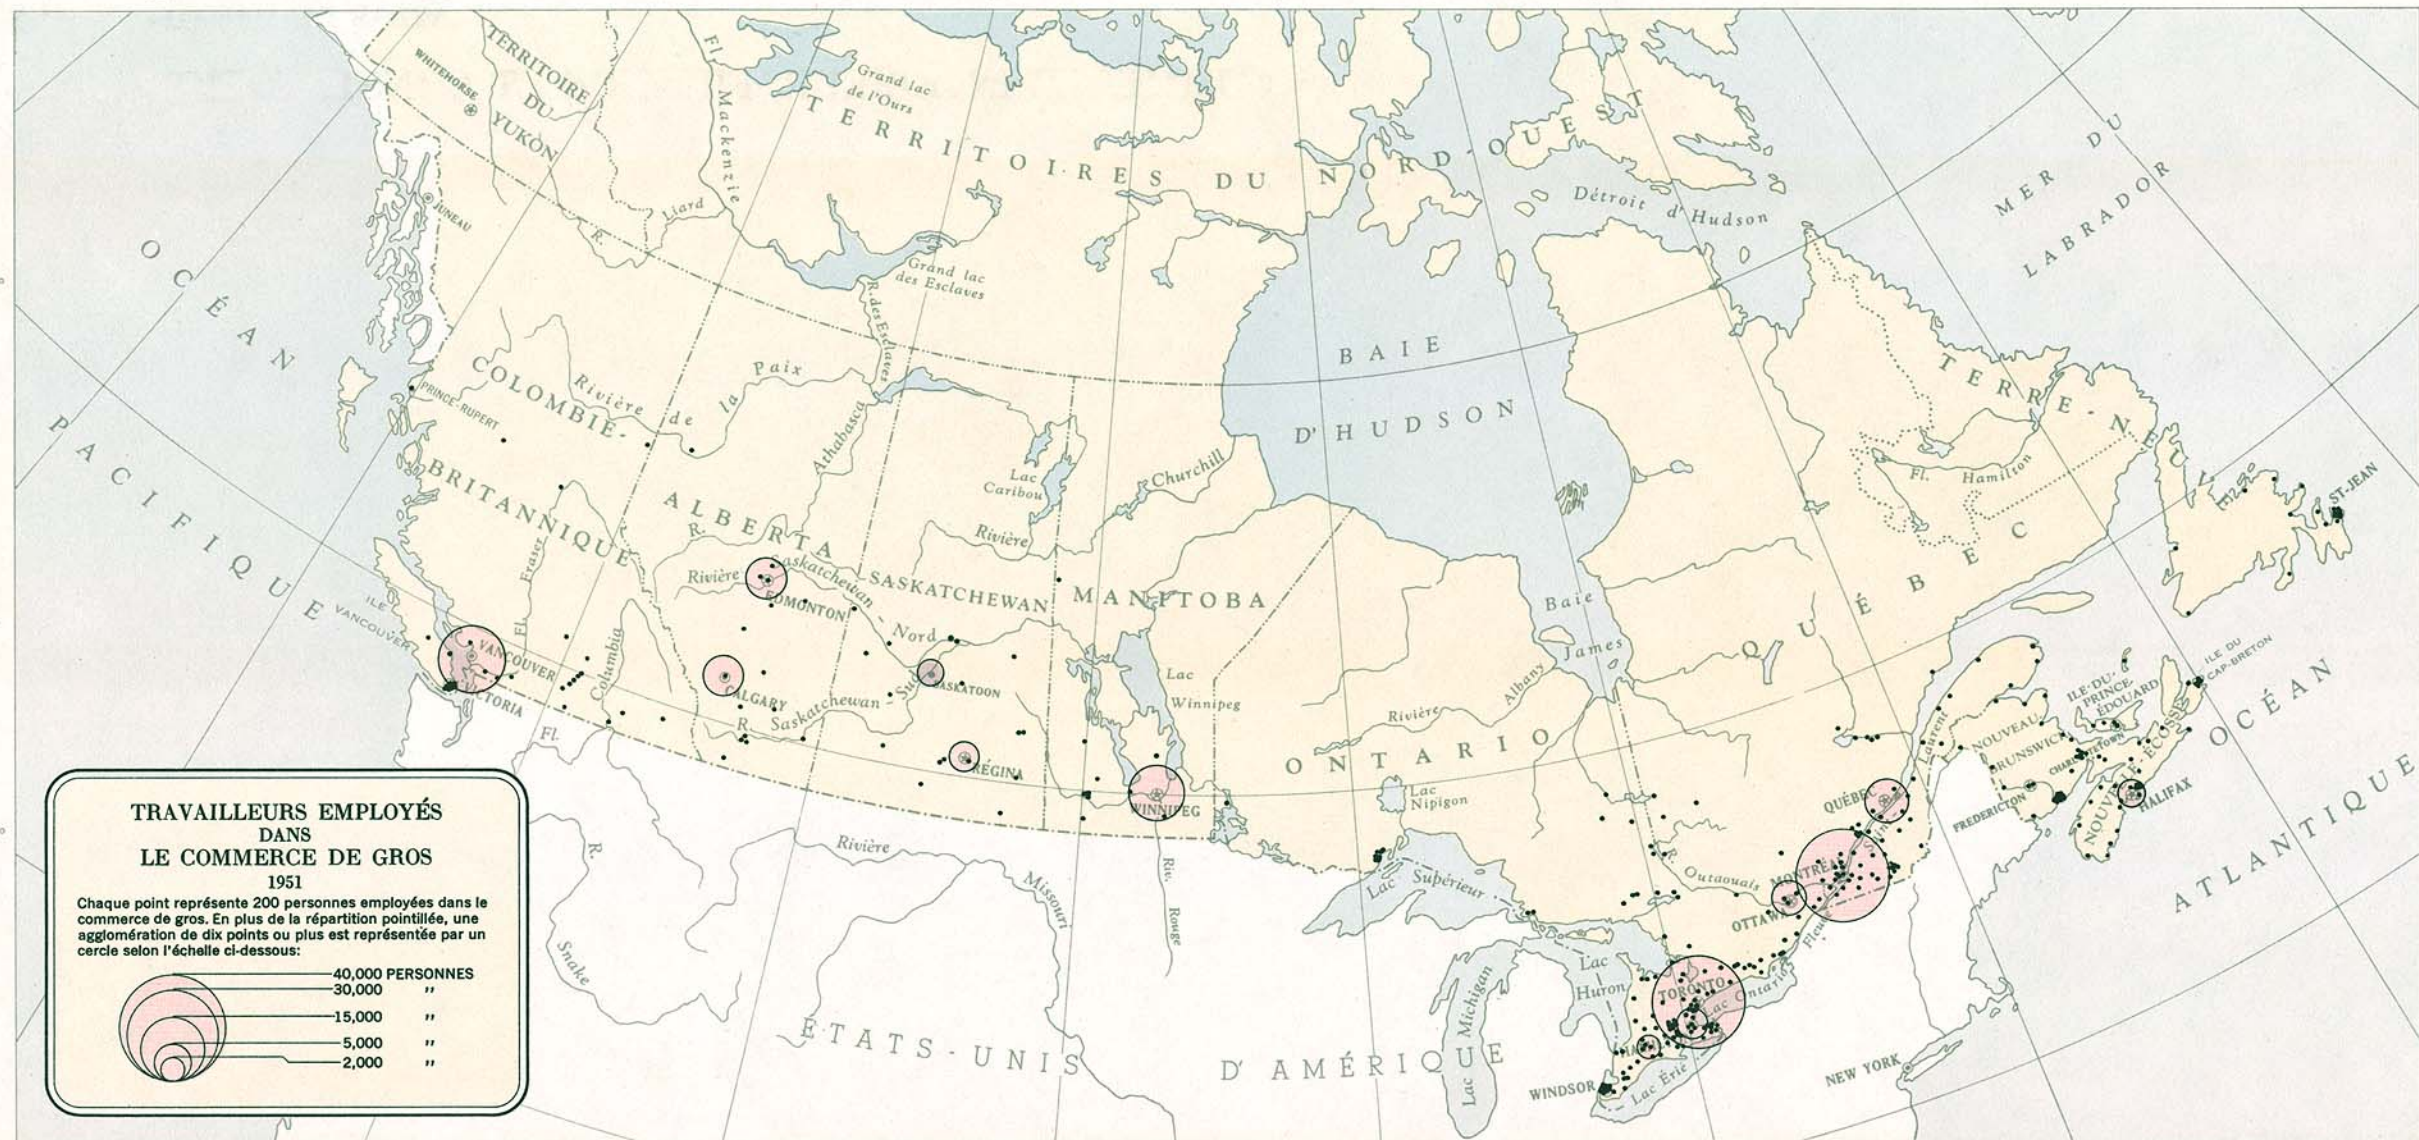 WHITEHORSE
TERRITOIRE
DU
YUKON
JUNEAU
Fl. Mackenzie
R. Liard
Grand lac
de l'Ours
TERRITOIRES DU NORD-OUEST
Grand lac
des Esclaves
R. des Esclaves
Détroit d'Hudson
MER DU
LABRADOR
OCÉAN
PACIFIQUE
BAIE
D'HUDSON
COLOMBIE-
BRITANNIQUE
PRINCE-RUPERT
Rivière de la Paix
Athabasca
Lac
Caribou
Rivière Churchill
TERRE-NEUVE
Fl. Hamilton
ST-JEAN
ALBERTA
SASKATCHEWAN
MANITOBA
ONTARIO
QUÉBEC
Fl. Fraser
R.
Rivière Saskatchewan - Nord
EDMONTON
ILE
VANCOUVER
VANCOUVER
VICTORIA
Fl. Columbia
CALGARY
R. Saskatchewan - Sud
SASKATOON
RÉGINA
Lac
Winnipeg
WINNIPEG
Baie
James
Rivière Albany
Lac
Nipigon
ILE DU
CAP-BRETON
ILE-DU-
PRINCE-
ÉDOUARD
NOUVEAU-
BRUNSWICK
CHARLOTTETOWN
NOUVELLE-ÉCOSSE
FREDERICTON
HALIFAX
OCÉAN
ATLANTIQUE
QUÉBEC
Fleuve Saint Laurent
MONTRÉAL
R. Outaouais
OTTAWA
Lac Supérieur
Lac
Huron
TORONTO
Lac Ontario
Lac Michigan
WINDSOR
Lac Érié
NEW YORK
R. Snake
Rivière Missouri
Riv. Rouge
ETATS-UNIS D'AMÉRIQUE
TRAVAILLEURS EMPLOYÉS
DANS
LE COMMERCE DE GROS
1951
Chaque point représente 200 personnes employées dans le
commerce de gros. En plus de la répartition pointillée, une
agglomération de dix points ou plus est représentée par un
cercle selon l'échelle ci-dessous:
40,000 PERSONNES
30,000 "
15,000 "
5,000 "
2,000 "